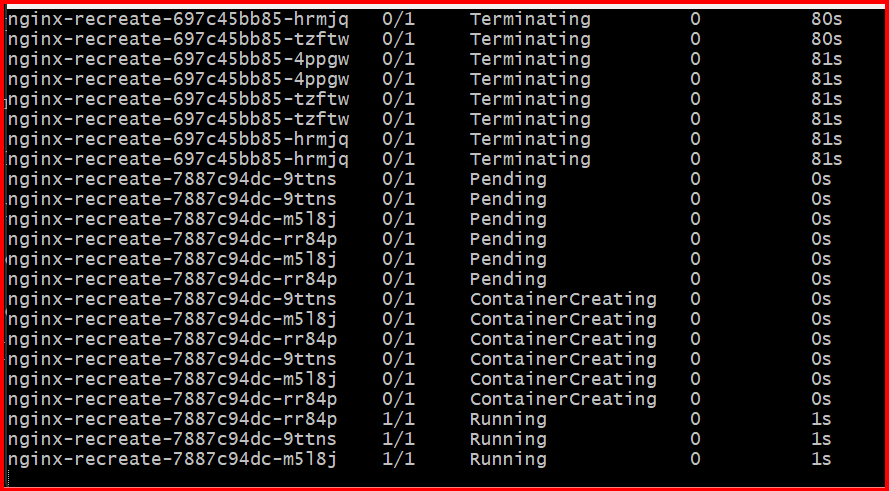 nginx-recreate-697c45bb85-hrmjq 0/1 Terminating 0 80s
nginx-recreate-697c45bb85-tzftw 0/1 Terminating 0 80s
nginx-recreate-697c45bb85-4ppgw 0/1 Terminating 0 81s
nginx-recreate-697c45bb85-4ppgw 0/1 Terminating 0 81s
nginx-recreate-697c45bb85-tzftw 0/1 Terminating 0 81s
nginx-recreate-697c45bb85-tzftw 0/1 Terminating 0 81s
nginx-recreate-697c45bb85-hrmjq 0/1 Terminating 0 81s
nginx-recreate-697c45bb85-hrmjq 0/1 Terminating 0 81s
nginx-recreate-7887c94dc-9ttns 0/1 Pending 0 0s
nginx-recreate-7887c94dc-9ttns 0/1 Pending 0 0s
nginx-recreate-7887c94dc-m5l8j 0/1 Pending 0 0s
nginx-recreate-7887c94dc-rr84p 0/1 Pending 0 0s
nginx-recreate-7887c94dc-m5l8j 0/1 Pending 0 0s
nginx-recreate-7887c94dc-rr84p 0/1 Pending 0 0s
nginx-recreate-7887c94dc-9ttns 0/1 ContainerCreating 0 0s
nginx-recreate-7887c94dc-m5l8j 0/1 ContainerCreating 0 0s
nginx-recreate-7887c94dc-rr84p 0/1 ContainerCreating 0 0s
nginx-recreate-7887c94dc-9ttns 0/1 ContainerCreating 0 0s
nginx-recreate-7887c94dc-m5l8j 0/1 ContainerCreating 0 0s
nginx-recreate-7887c94dc-rr84p 0/1 ContainerCreating 0 0s
nginx-recreate-7887c94dc-rr84p 1/1 Running 0 1s
nginx-recreate-7887c94dc-9ttns 1/1 Running 0 1s
nginx-recreate-7887c94dc-m5l8j 1/1 Running 0 1s